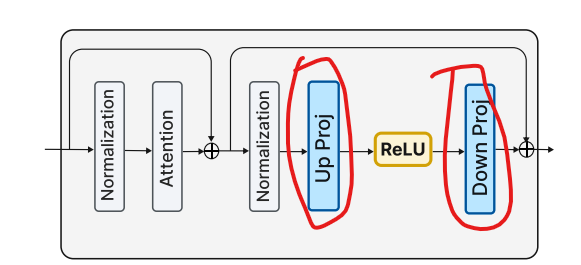 Normalization
Attention
Normalization
Up Proj
ReLU
Down Proj